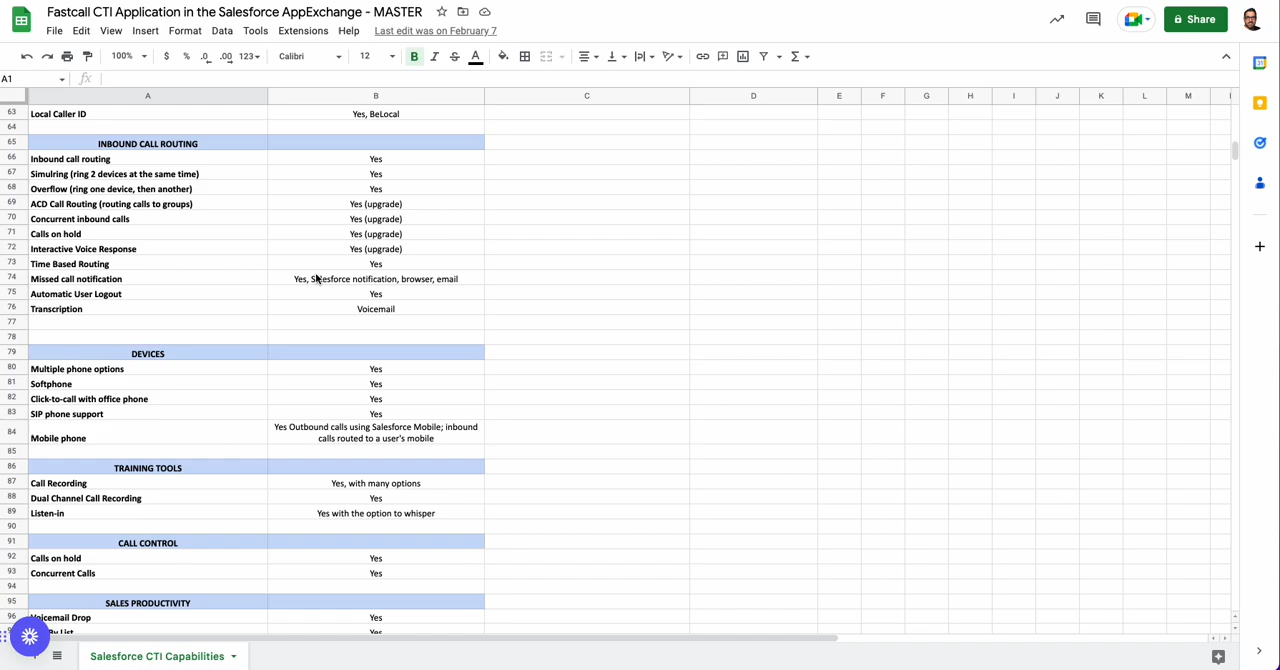 Fastcall CTI Application in the Salesforce AppExchange - MASTER
File Edit View Insert Format Data Tools Extensions Help Last edit was on February 7
Share
100% $ % .0 .00 123 Calibri 12 B I S A
A1 fx
A B C D E F G H I J K L M
63 Local Caller ID Yes, BeLocal
64
65 INBOUND CALL ROUTING
66 Inbound call routing Yes
67 Simulring (ring 2 devices at the same time) Yes
68 Overflow (ring one device, then another) Yes
69 ACD Call Routing (routing calls to groups) Yes (upgrade)
70 Concurrent inbound calls Yes (upgrade)
71 Calls on hold Yes (upgrade)
72 Interactive Voice Response Yes (upgrade)
73 Time Based Routing Yes
74 Missed call notification Yes, Salesforce notification, browser, email
75 Automatic User Logout Yes
76 Transcription Voicemail
77
78
79 DEVICES
80 Multiple phone options Yes
81 Softphone Yes
82 Click-to-call with office phone Yes
83 SIP phone support Yes
84 Mobile phone Yes Outbound calls using Salesforce Mobile; inbound
calls routed to a user's mobile
85
86 TRAINING TOOLS
87 Call Recording Yes, with many options
88 Dual Channel Call Recording Yes
89 Listen-in Yes with the option to whisper
90
91 CALL CONTROL
92 Calls on hold Yes
93 Concurrent Calls Yes
94
95 SALES PRODUCTIVITY
96 Voicemail Drop Yes
By List Yes
Salesforce CTI Capabilities